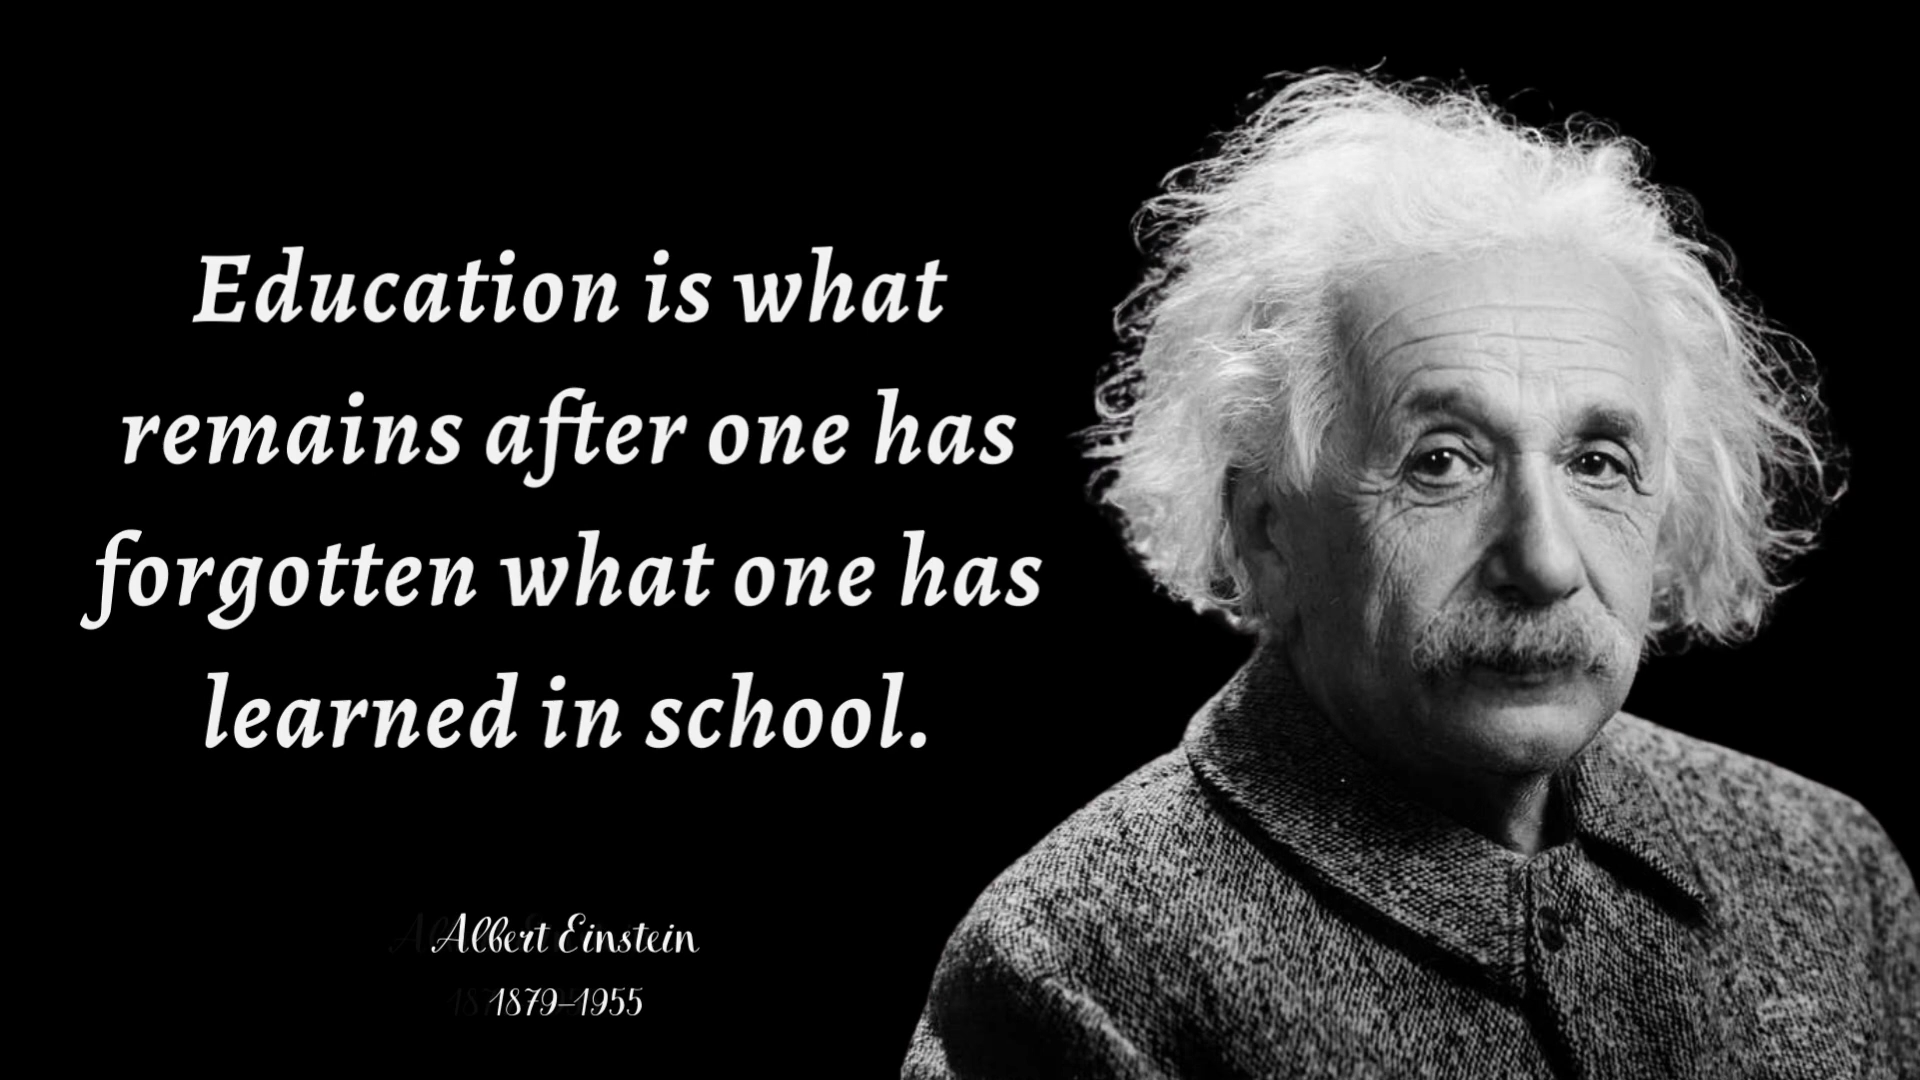 Education is what
remains after one has
forgotten what one has
learned in school.
Albert Einstein
1879–1955